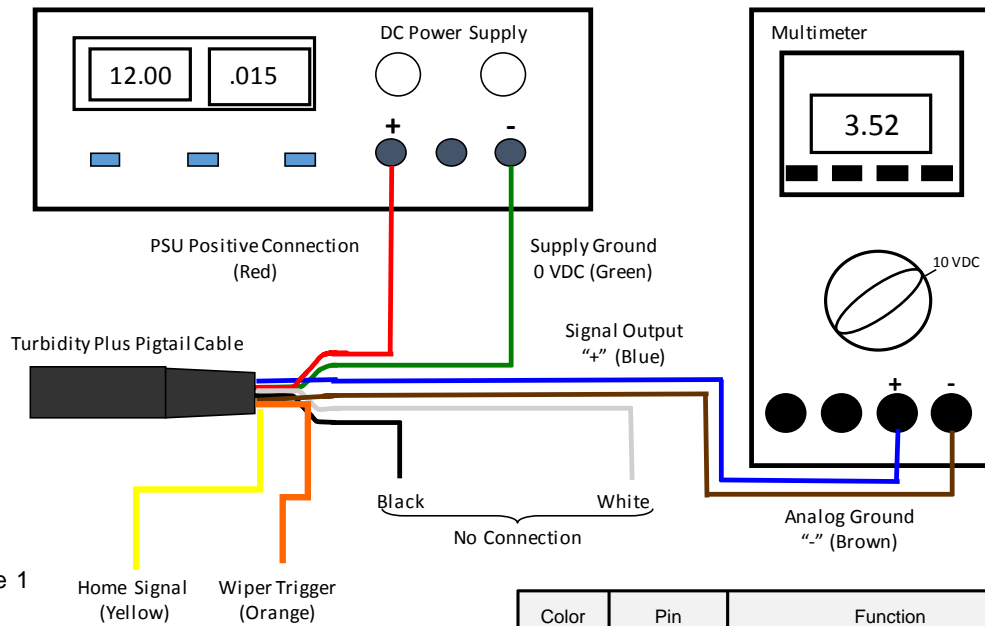 DC Power Supply
Multimeter
12.00
.015
3.52
+
-
10 VDC
PSU Positive Connection
(Red)
Supply Ground
0 VDC (Green)
Signal Output
“+” (Blue)
Turbidity Plus Pigtail Cable
+
-
Black
White
No Connection
Analog Ground
“-” (Brown)
e 1
Home Signal
(Yellow)
Wiper Trigger
(Orange)
Color
Pin
Function